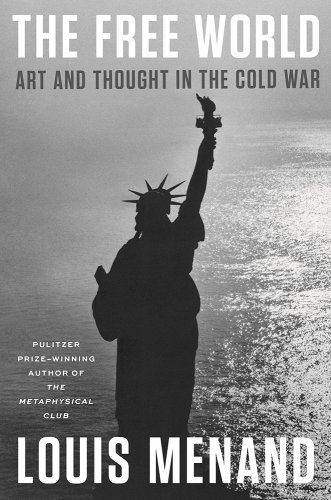 THE FREE WORLD
ART AND THOUGHT IN THE COLD WAR
PULITZER
PRIZE–WINNING
AUTHOR OF
THE
METAPHYSICAL
CLUB
LOUIS MENAND